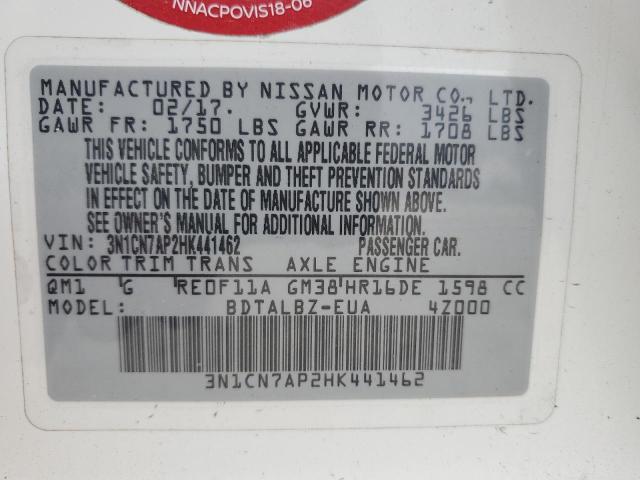 NNACPOVIS18-06
MANUFACTURED BY NISSAN MOTOR CO., LTD.
DATE: 02/17. GVWR: 3426 LBS
GAWR FR: 1750 LBS GAWR RR: 1708 LBS
THIS VEHICLE CONFORMS TO ALL APPLICABLE FEDERAL MOTOR
VEHICLE SAFETY, BUMPER AND THEFT PREVENTION STANDARDS
IN EFFECT ON THE DATE OF MANUFACTURE SHOWN ABOVE.
SEE OWNER'S MANUAL FOR ADDITIONAL INFORMATION.
VIN: 3N1CN7AP2HK441462 PASSENGER CAR.
COLOR TRIM TRANS AXLE ENGINE
QM1 G RE0F11A GM38 HR16DE 1598 CC
MODEL: BDTALBZ-EUA 4Z000
3N1CN7AP2HK441462